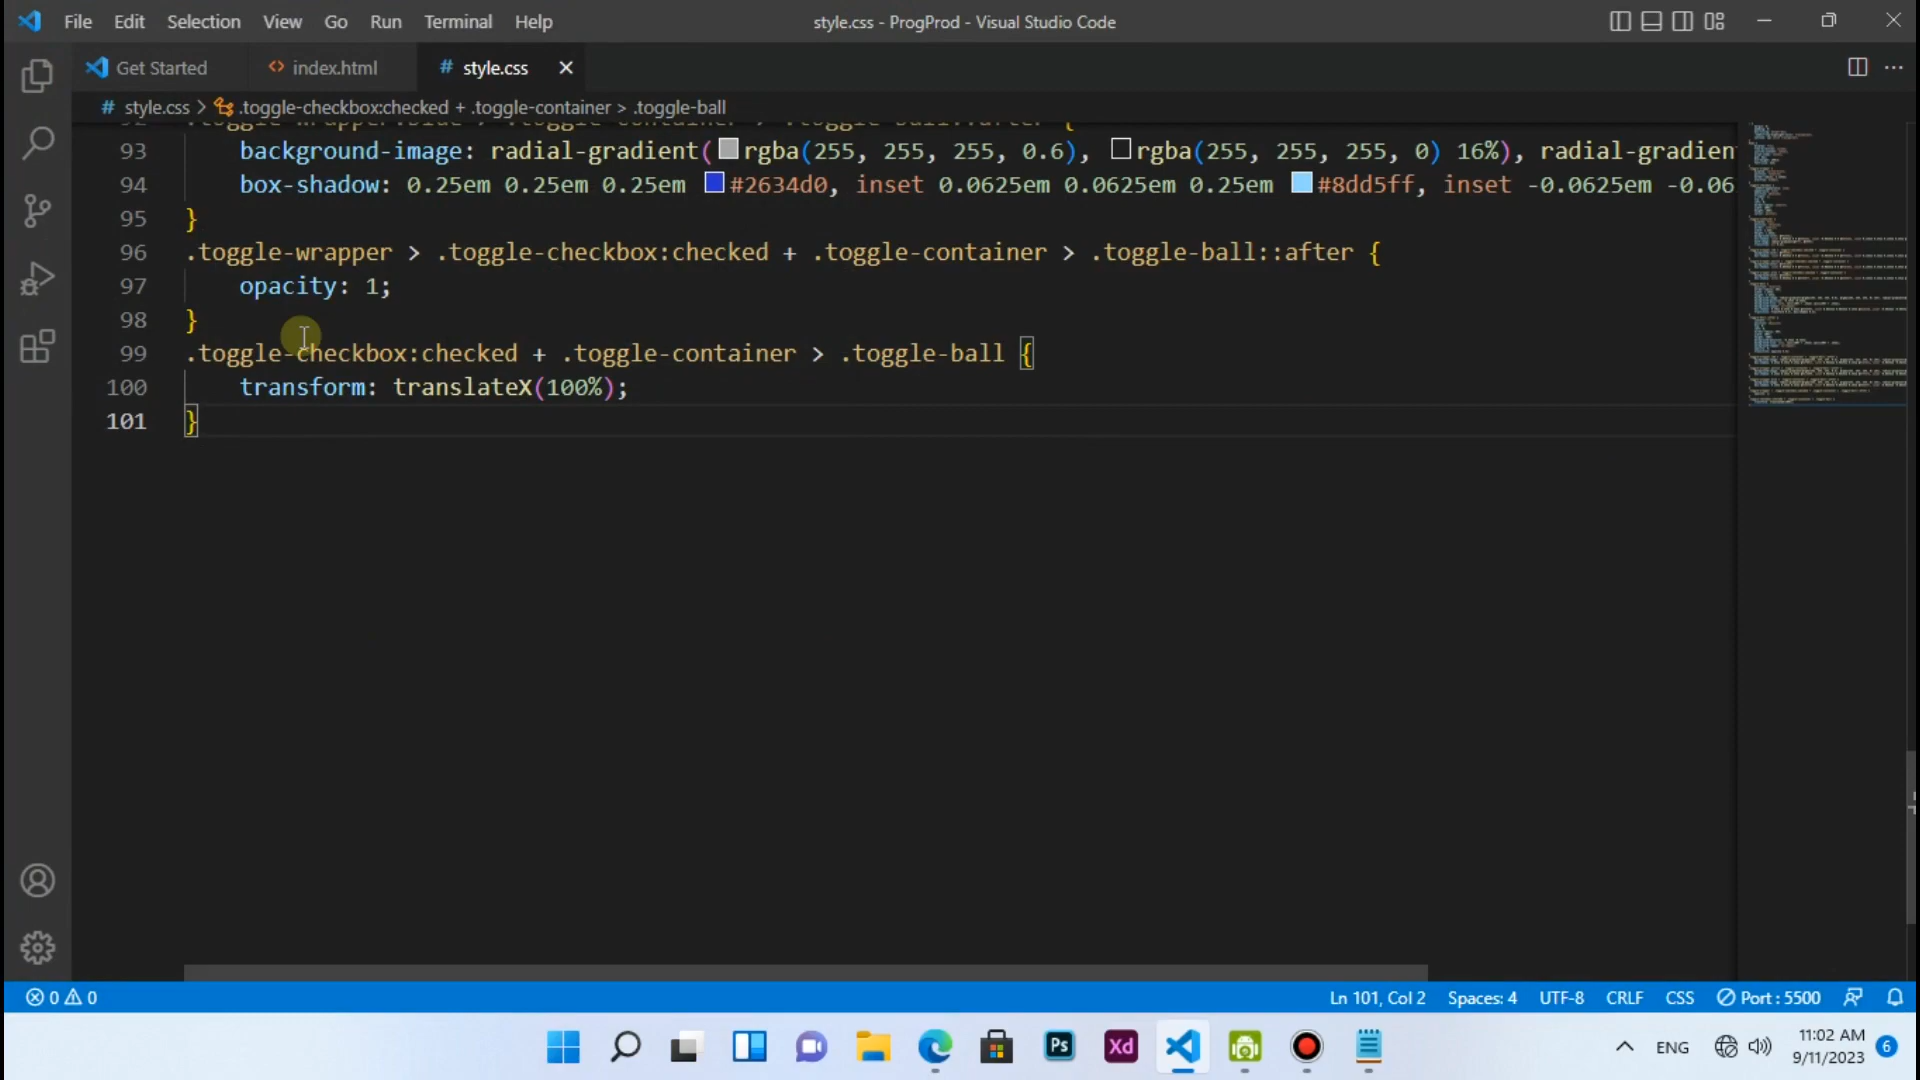 File Edit Selection View Go Run Terminal Help
style.css - ProgProd - Visual Studio Code
Get Started
index.html
# style.css
# style.css > .toggle-checkbox:checked + .toggle-container > .toggle-ball
93 background-image: radial-gradient(rgba(255, 255, 255, 0.6), rgba(255, 255, 255, 0) 16%), radial-gradien
94 box-shadow: 0.25em 0.25em 0.25em #2634d0, inset 0.0625em 0.0625em 0.25em #8dd5ff, inset -0.0625em -0.06
95 }
96 .toggle-wrapper > .toggle-checkbox:checked + .toggle-container > .toggle-ball::after {
97 opacity: 1;
98 }
99 .toggle-checkbox:checked + .toggle-container > .toggle-ball {
100 transform: translateX(100%);
101 }
0 0
Ln 101, Col 2 Spaces: 4 UTF-8 CRLF CSS Port : 5500
Ps
Xd
ENG
11:02 AM
9/11/2023
6